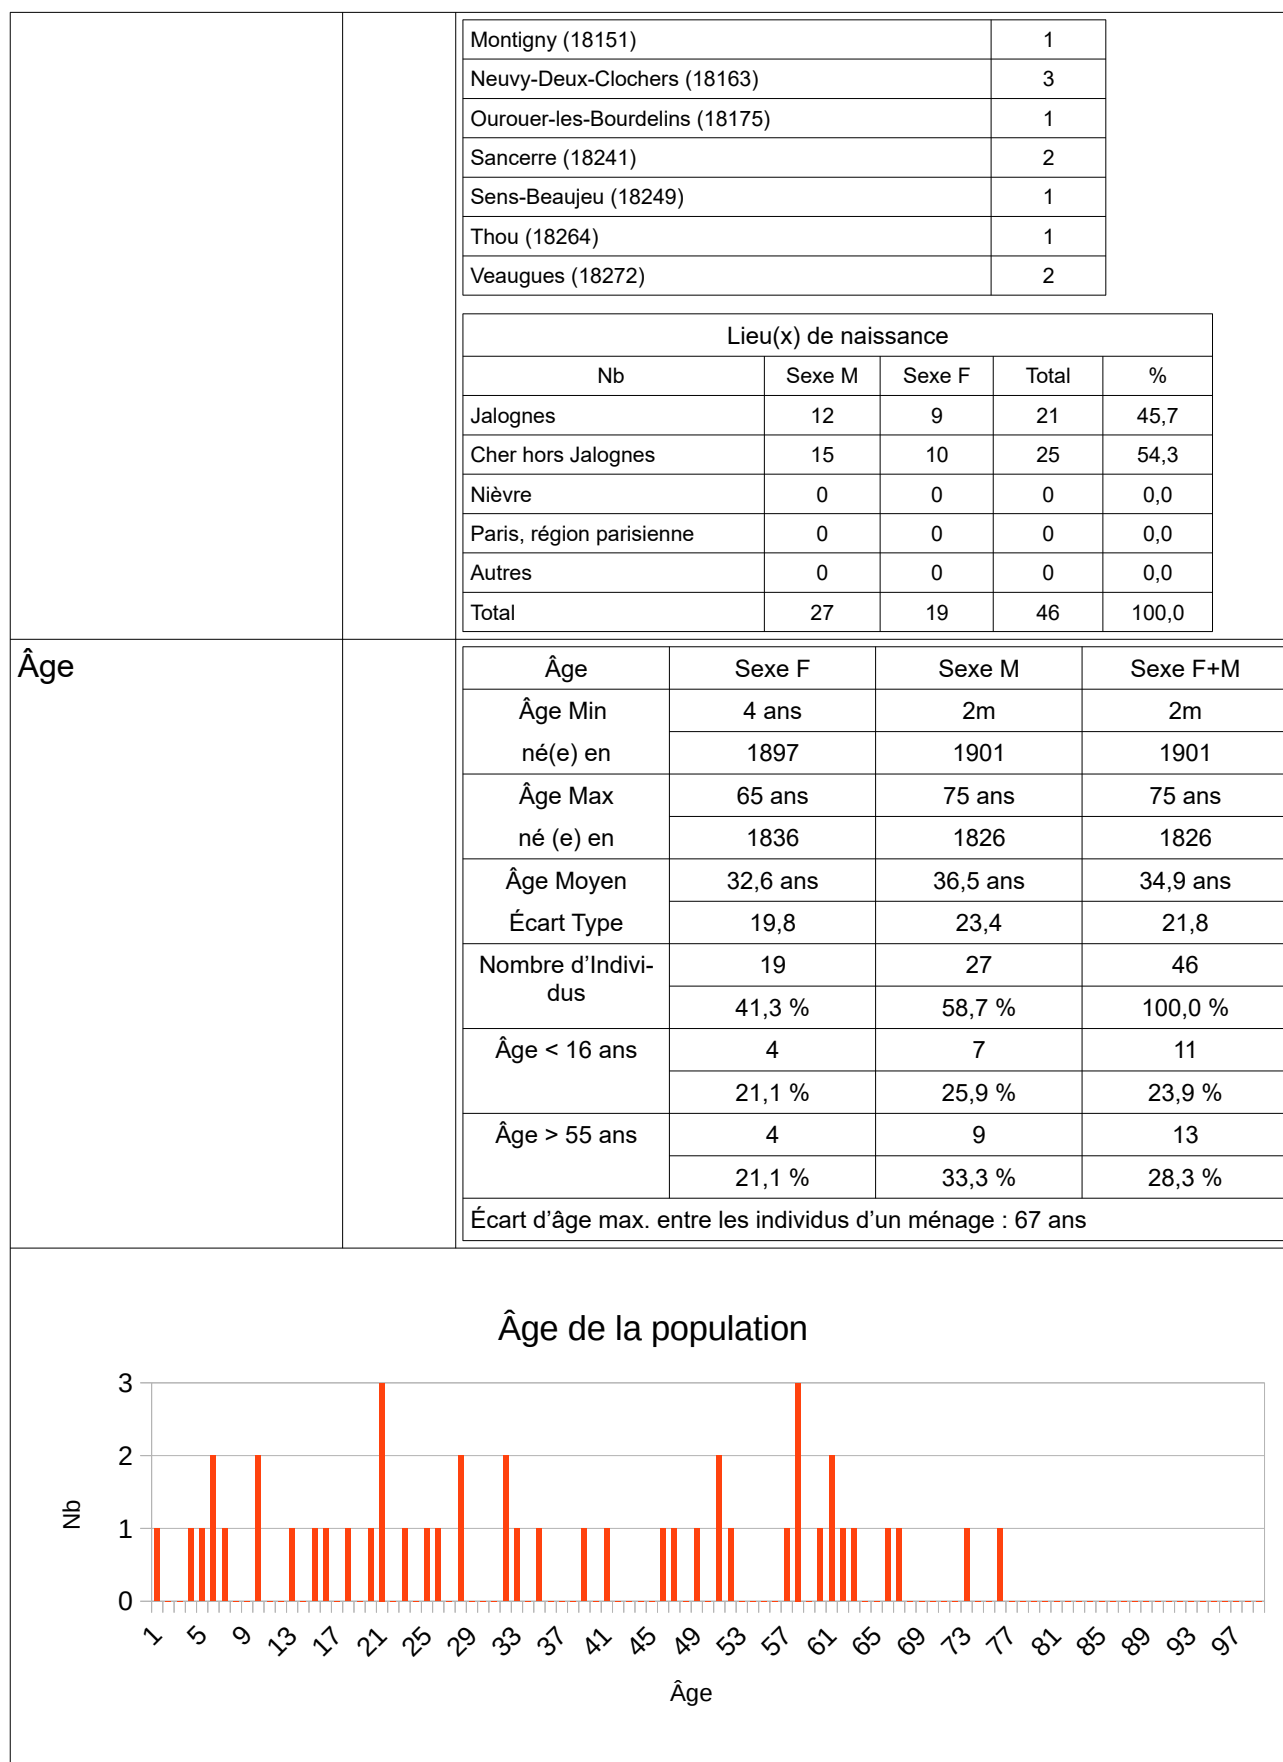 Montigny (18151) 1
Neuvy-Deux-Clochers (18163) 3
Ourouer-les-Bourdelins (18175) 1
Sancerre (18241) 2
Sens-Beaujeu (18249) 1
Thou (18264) 1
Veaugues (18272) 2
Lieu(x) de naissance
Nb Sexe M Sexe F Total %
Jalognes 12 9 21 45,7
Cher hors Jalognes 15 10 25 54,3
Nièvre 0 0 0 0,0
Paris, région parisienne 0 0 0 0,0
Autres 0 0 0 0,0
Total 27 19 46 100,0
Âge
Âge Sexe F Sexe M Sexe F+M
Âge Min 4 ans 2m 2m
né(e) en 1897 1901 1901
Âge Max 65 ans 75 ans 75 ans
né (e) en 1836 1826 1826
Âge Moyen 32,6 ans 36,5 ans 34,9 ans
Écart Type 19,8 23,4 21,8
Nombre d’Indivi- 19 27 46
dus
41,3 % 58,7 % 100,0 %
Âge < 16 ans 4 7 11
21,1 % 25,9 % 23,9 %
Âge > 55 ans 4 9 13
21,1 % 33,3 % 28,3 %
Écart d’âge max. entre les individus d’un ménage : 67 ans
Âge de la population
3
2
1
0
Nb
1 5 9 13 17 21 25 29 33 37 41 45 49 53 57 61 65 69 73 77 81 85 89 93 97
Âge